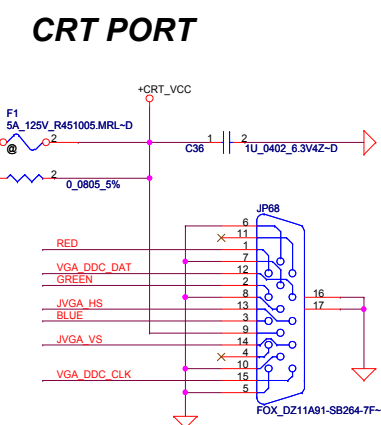 CRT PORT
+CRT_VCC
F1
5A_125V_R451005.MRL~D
@
2
1
2
C36
1U_0402_6.3V4Z~D
2
0_0805_5%
JP68
6
11
RED
1
7
VGA_DDC_DAT
12
GREEN
2
8
16
JVGA_HS
13
17
BLUE
3
9
JVGA_VS
14
4
10
VGA_DDC_CLK
15
5
FOX_DZ11A91-SB264-7F~